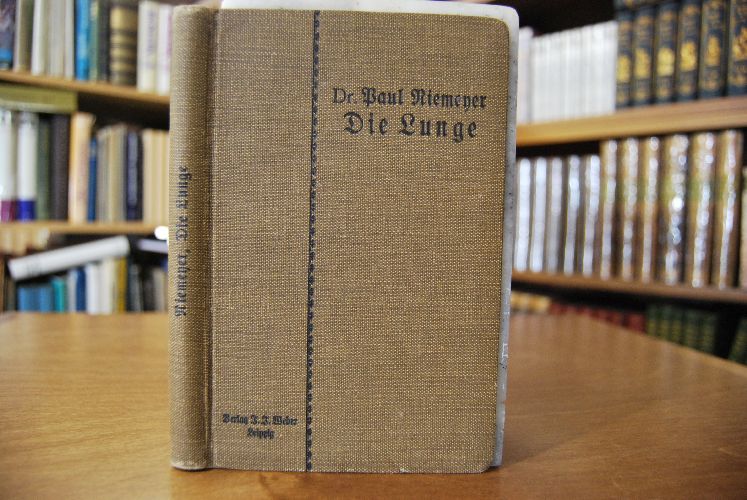 Dr. Paul Niemeyer
Die Lunge
Niemeyer, Die Lunge
Verlag J. J. Weber
Leipzig